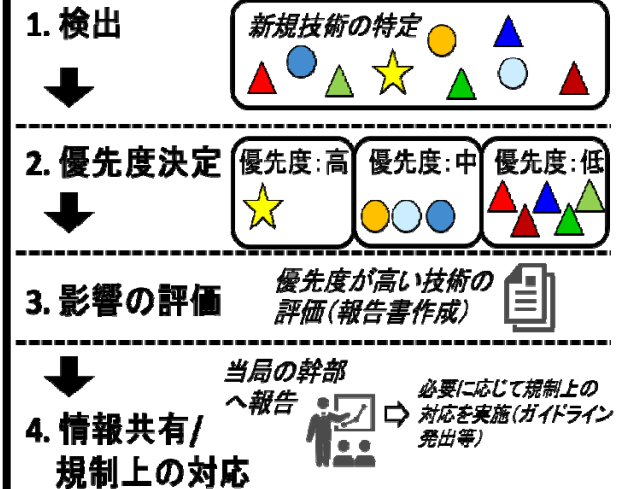 1. 検出
新規技術の特定
2. 優先度決定
優先度:高
優先度:中
優先度:低
3. 影響の評価
優先度が高い技術の
評価(報告書作成)
4. 情報共有/
規制上の対応
当局の幹部
へ報告
必要に応じて規制上の
対応を実施(ガイドライン
発出等)